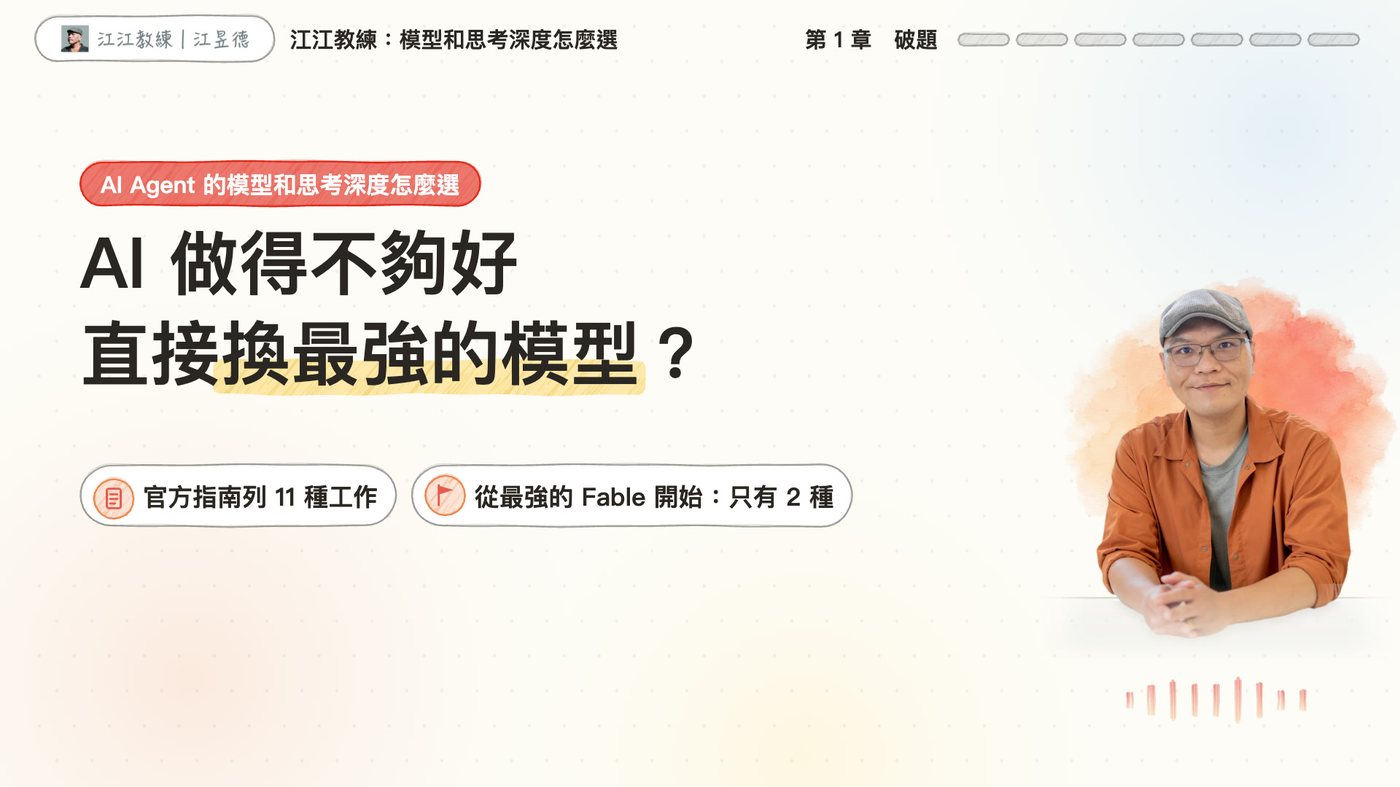 江江教練 | 江昱德
江江教練：模型和思考深度怎麼選
第 1 章 破題
AI Agent 的模型和思考深度怎麼選
AI 做得不夠好
直接換最強的模型？
官方指南列 11 種工作
從最強的 Fable 開始：只有 2 種